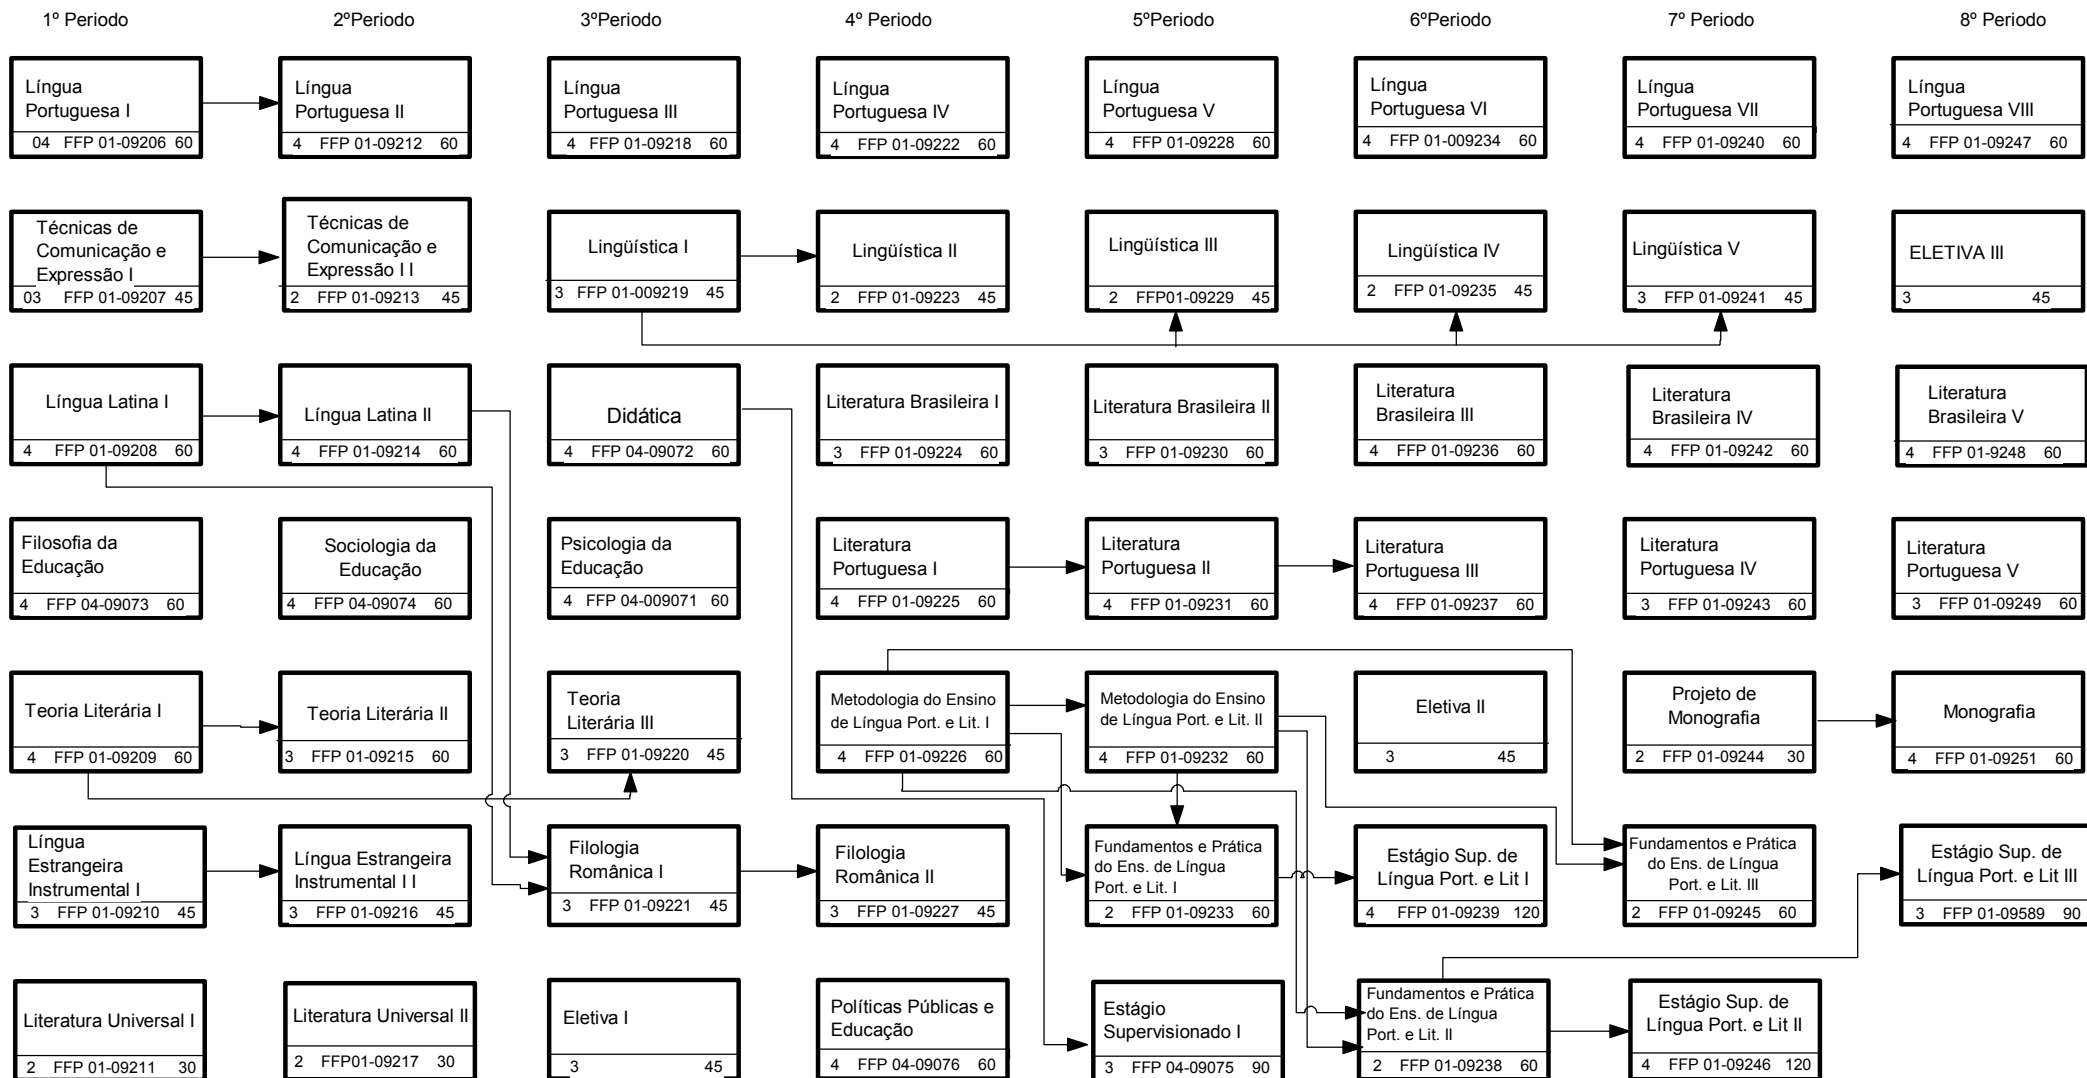 1º Periodo 2ºPeriodo 3ºPeriodo 4º Periodo 5ºPeriodo 6ºPeriodo 7º Periodo 8º Periodo
Língua
Portuguesa I
04 FFP 01-09206 60
Língua
Portuguesa II
4 FFP 01-09212 60
Língua
Portuguesa III
4 FFP 01-09218 60
Língua
Portuguesa IV
4 FFP 01-09222 60
Língua
Portuguesa V
4 FFP 01-09228 60
Língua
Portuguesa VI
4 FFP 01-009234 60
Língua
Portuguesa VII
4 FFP 01-09240 60
Língua
Portuguesa VIII
4 FFP 01-09247 60
Técnicas de
Comunicação e
Expressão I
03 FFP 01-09207 45
Técnicas de
Comunicação e
Expressão I I
2 FFP 01-09213 45
Lingüística I
3 FFP 01-009219 45
Lingüística II
2 FFP 01-09223 45
Lingüística III
2 FFP01-09229 45
Lingüística IV
2 FFP 01-09235 45
Lingüística V
3 FFP 01-09241 45
ELETIVA III
3 45
Língua Latina I
4 FFP 01-09208 60
Língua Latina II
4 FFP 01-09214 60
Didática
4 FFP 04-09072 60
Literatura Brasileira I
3 FFP 01-09224 60
Literatura Brasileira II
3 FFP 01-09230 60
Literatura
Brasileira III
4 FFP 01-09236 60
Literatura
Brasileira IV
4 FFP 01-09242 60
Literatura
Brasileira V
4 FFP 01-9248 60
Filosofia da
Educação
4 FFP 04-09073 60
Sociologia da
Educação
4 FFP 04-09074 60
Psicologia da
Educação
4 FFP 04-009071 60
Literatura
Portuguesa I
4 FFP 01-09225 60
Literatura
Portuguesa II
4 FFP 01-09231 60
Literatura
Portuguesa III
4 FFP 01-09237 60
Literatura
Portuguesa IV
3 FFP 01-09243 60
Literatura
Portuguesa V
3 FFP 01-09249 60
Teoria Literária I
4 FFP 01-09209 60
Teoria Literária II
3 FFP 01-09215 60
Teoria
Literária III
3 FFP 01-09220 45
Metodologia do Ensino
de Língua Port. e Lit. I
4 FFP 01-09226 60
Metodologia do Ensino
de Língua Port. e Lit. II
4 FFP 01-09232 60
Eletiva II
3 45
Projeto de
Monografia
2 FFP 01-09244 30
Monografia
4 FFP 01-09251 60
Língua
Estrangeira
Instrumental I
3 FFP 01-09210 45
Língua Estrangeira
Instrumental I I
3 FFP 01-09216 45
Filologia
Românica I
3 FFP 01-09221 45
Filologia
Românica II
3 FFP 01-09227 45
Fundamentos e Prática
do Ens. de Língua
Port. e Lit. I
2 FFP 01-09233 60
Estágio Sup. de
Língua Port. e Lit I
4 FFP 01-09239 120
Fundamentos e Prática
do Ens. de Língua
Port. e Lit. III
2 FFP 01-09245 60
Estágio Sup. de
Língua Port. e Lit III
3 FFP 01-09589 90
Literatura Universal I
2 FFP 01-09211 30
Literatura Universal II
2 FFP01-09217 30
Eletiva I
3 45
Políticas Públicas e
Educação
4 FFP 04-09076 60
Estágio
Supervisionado I
3 FFP 04-09075 90
Fundamentos e Prática
do Ens. de Língua
Port. e Lit. II
2 FFP 01-09238 60
Estágio Sup. de
Língua Port. e Lit II
4 FFP 01-09246 120